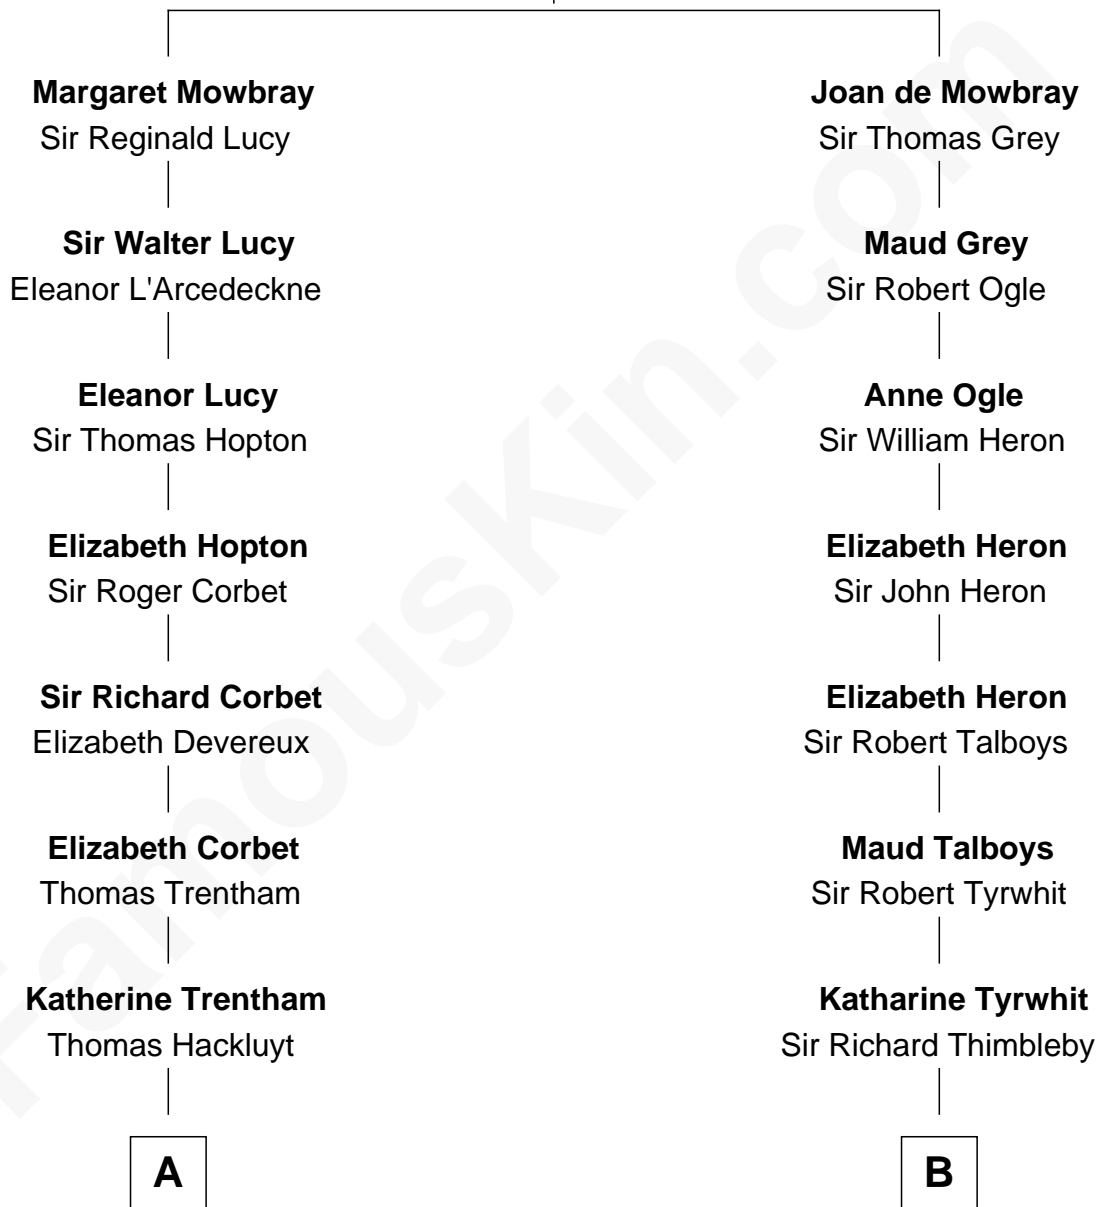 Margaret Mowbray
Sir Reginald Lucy
Sir Walter Lucy
Eleanor L'Arcedeckne
Eleanor Lucy
Sir Thomas Hopton
Elizabeth Hopton
Sir Roger Corbet
Sir Richard Corbet
Elizabeth Devereux
Elizabeth Corbet
Thomas Trentham
Katherine Trentham
Thomas Hackluyt
A
Joan de Mowbray
Sir Thomas Grey
Maud Grey
Sir Robert Ogle
Anne Ogle
Sir William Heron
Elizabeth Heron
Sir John Heron
Elizabeth Heron
Sir Robert Talboys
Maud Talboys
Sir Robert Tyrwhit
Katharine Tyrwhit
Sir Richard Thimbleby
B
FamousKin.com